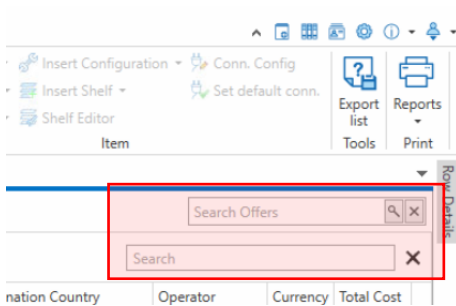 Insert Configuration
Conn. Config
Insert Shelf
Set default conn.
Shelf Editor
Export list
Reports
Item
Tools
Print
Row Details
Search Offers
Search
nation Country
Operator
Currency
Total Cost